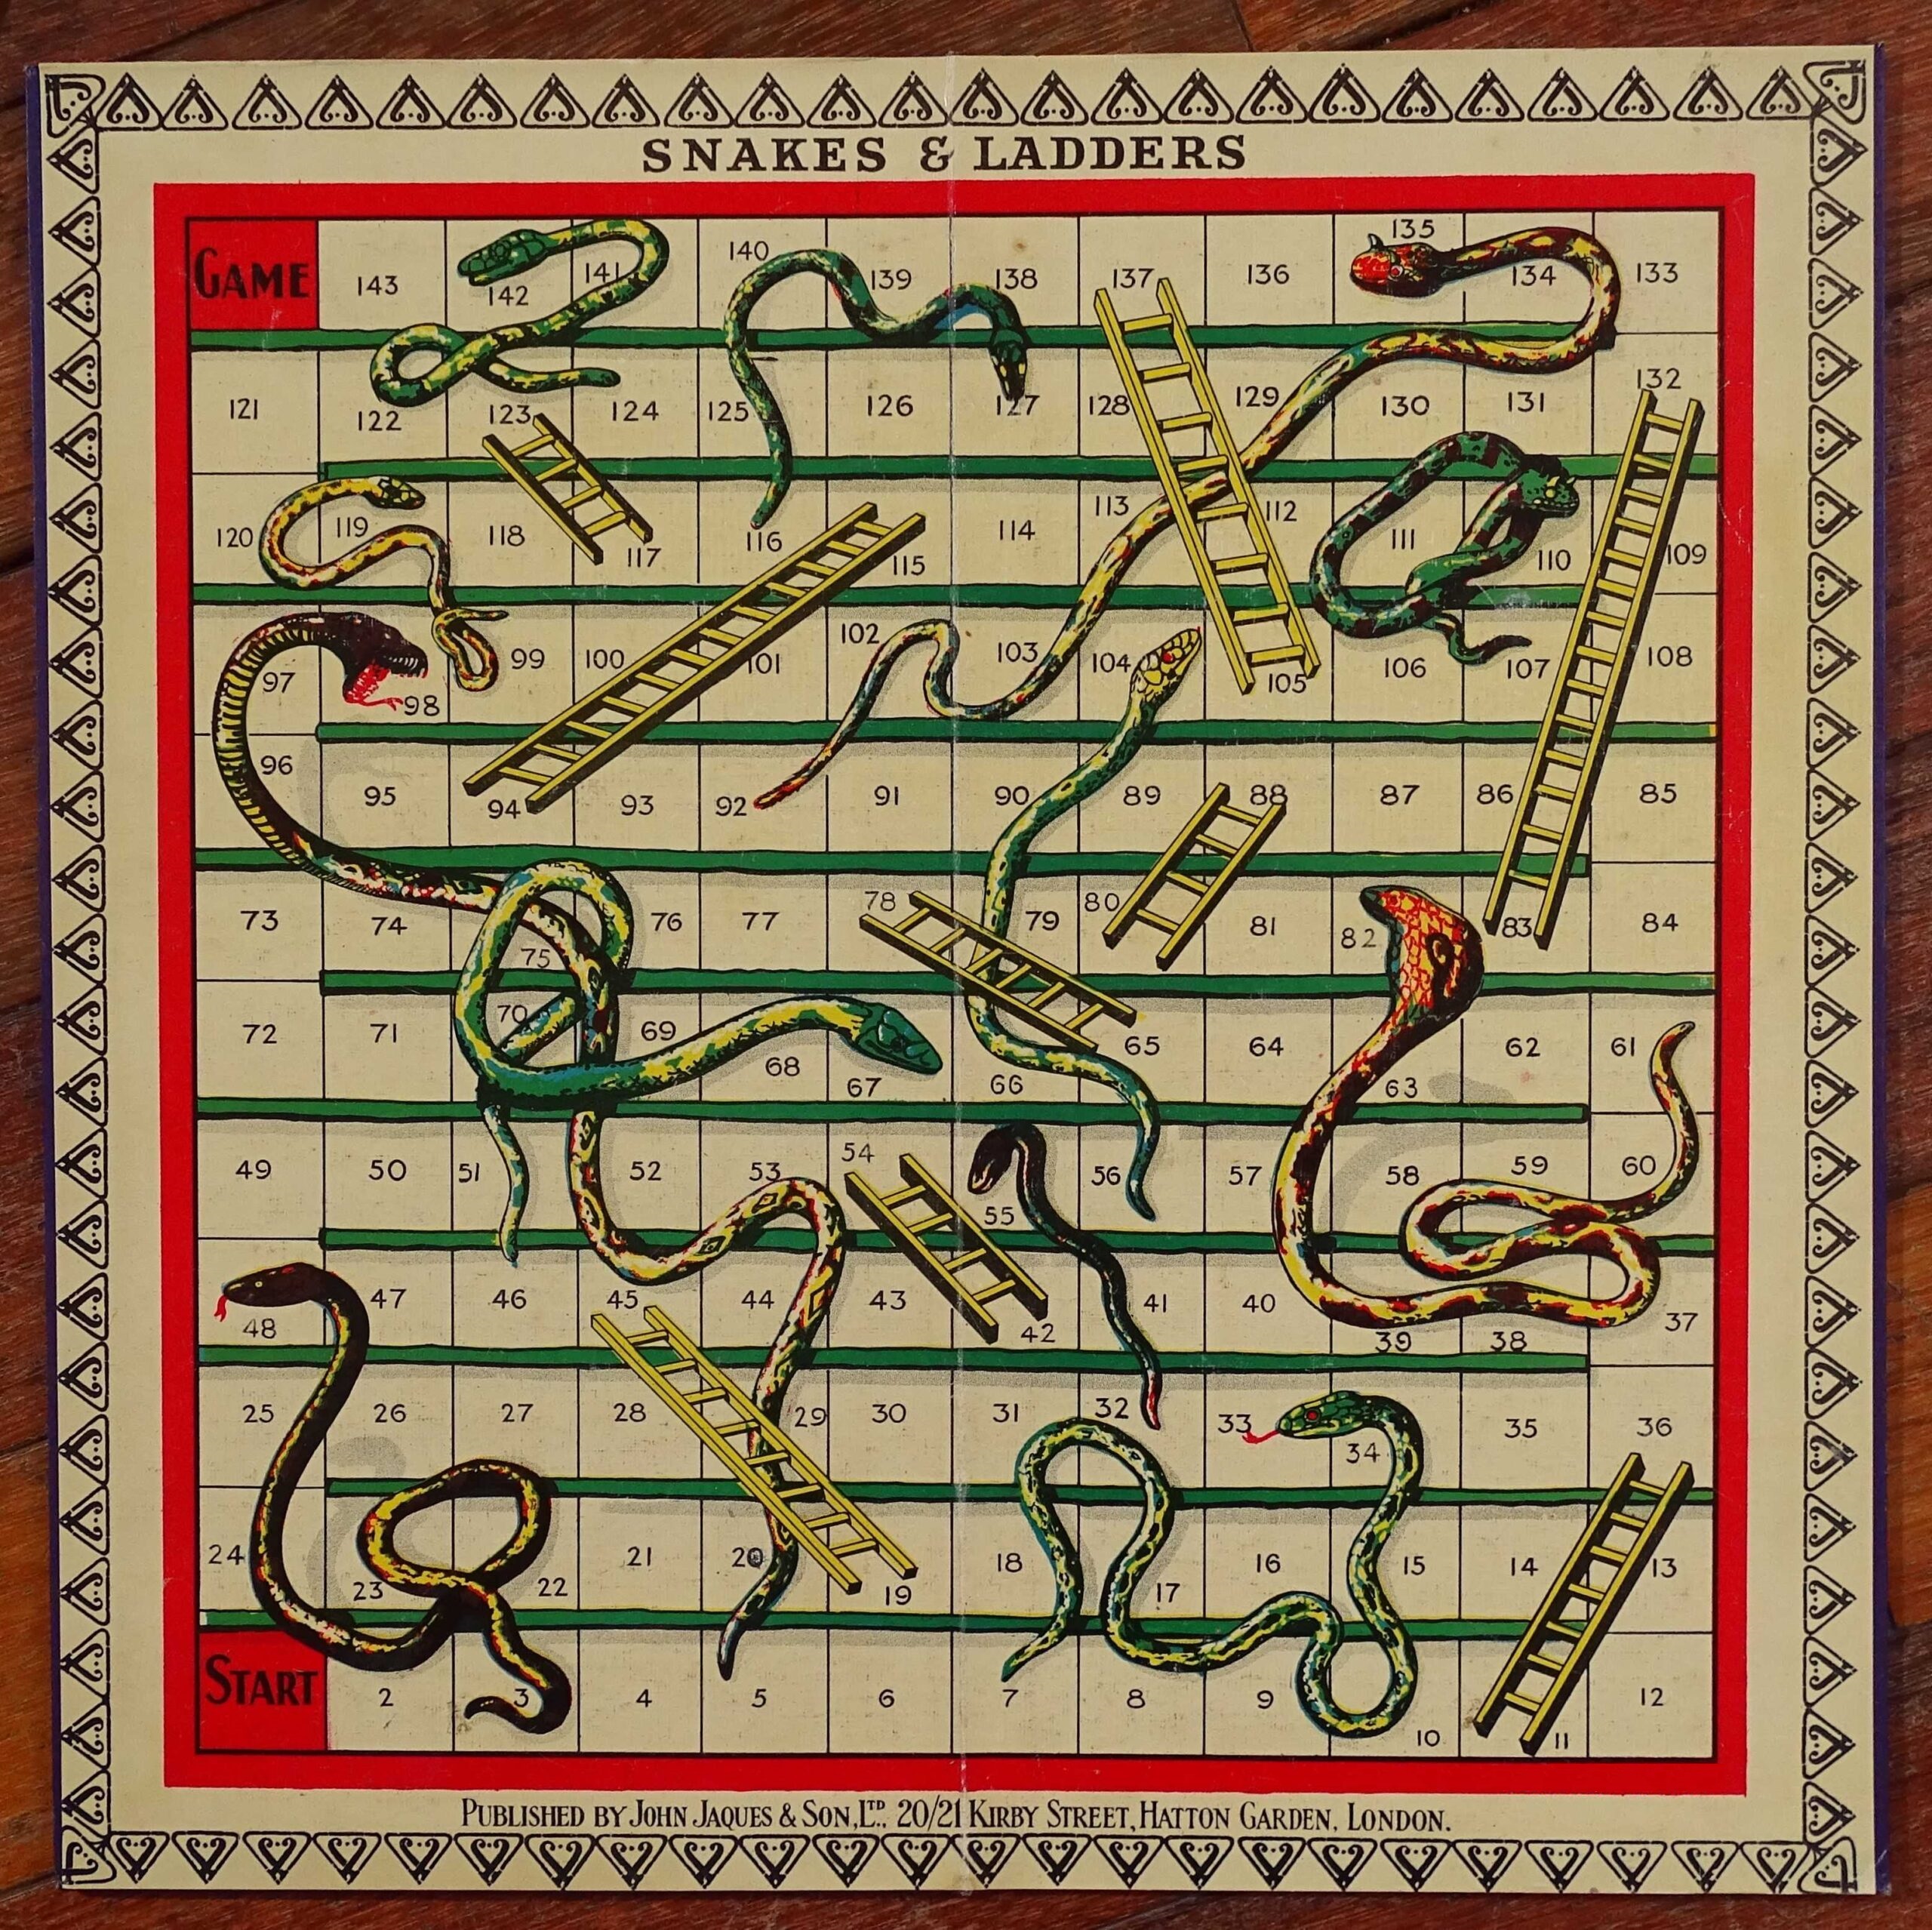 SNAKES & LADDERS
GAME 143 142 141 140 139 138 137 136 135 134 133
121 122 123 124 125 126 127 128 129 130 131 132
120 119 118 117 116 115 114 113 112 111 110 109
97 98 99 100 101 102 103 104 105 106 107 108
96 95 94 93 92 91 90 89 88 87 86 85
73 74 75 76 77 78 79 80 81 82 83 84
72 71 70 69 68 67 66 65 64 63 62 61
49 50 51 52 53 54 55 56 57 58 59 60
48 47 46 45 44 43 42 41 40 39 38 37
25 26 27 28 29 30 31 32 33 34 35 36
24 23 22 21 20 19 18 17 16 15 14 13
START 2 3 4 5 6 7 8 9 10 11 12
PUBLISHED BY JOHN JAQUES & SON, LTD., 20/21 KIRBY STREET, HATTON GARDEN, LONDON.